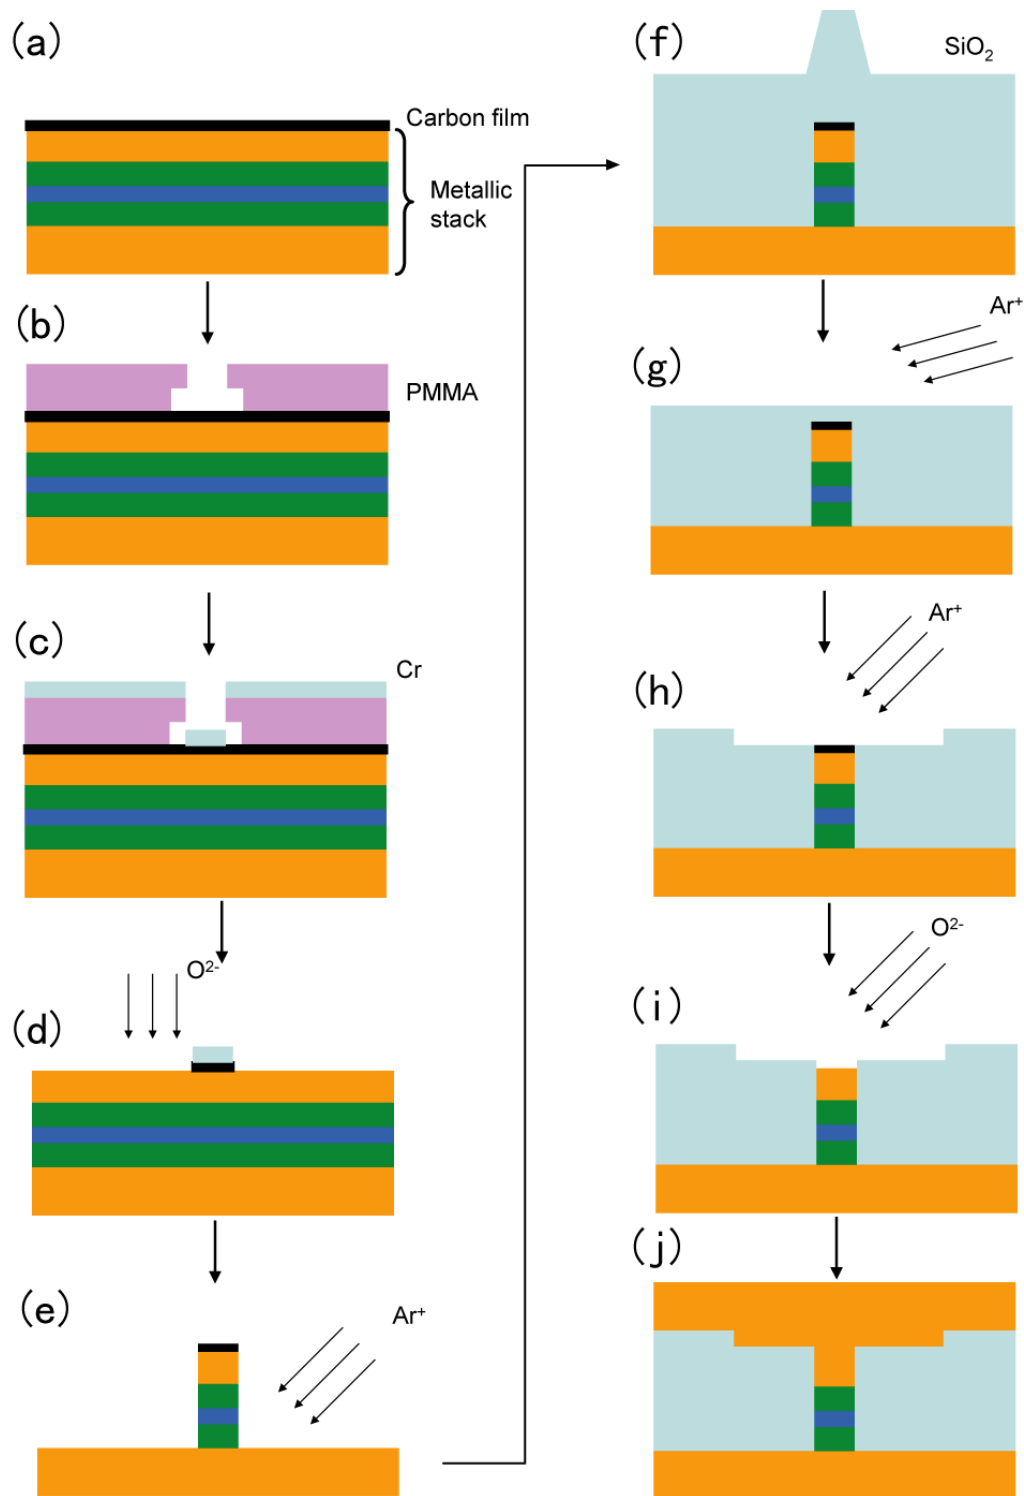 (a)
Carbon film
Metallic
stack
(b)
PMMA
(c)
Cr
O²⁻
(d)
(e)
Ar⁺
(f)
SiO₂
Ar⁺
(g)
Ar⁺
(h)
O²⁻
(i)
(j)